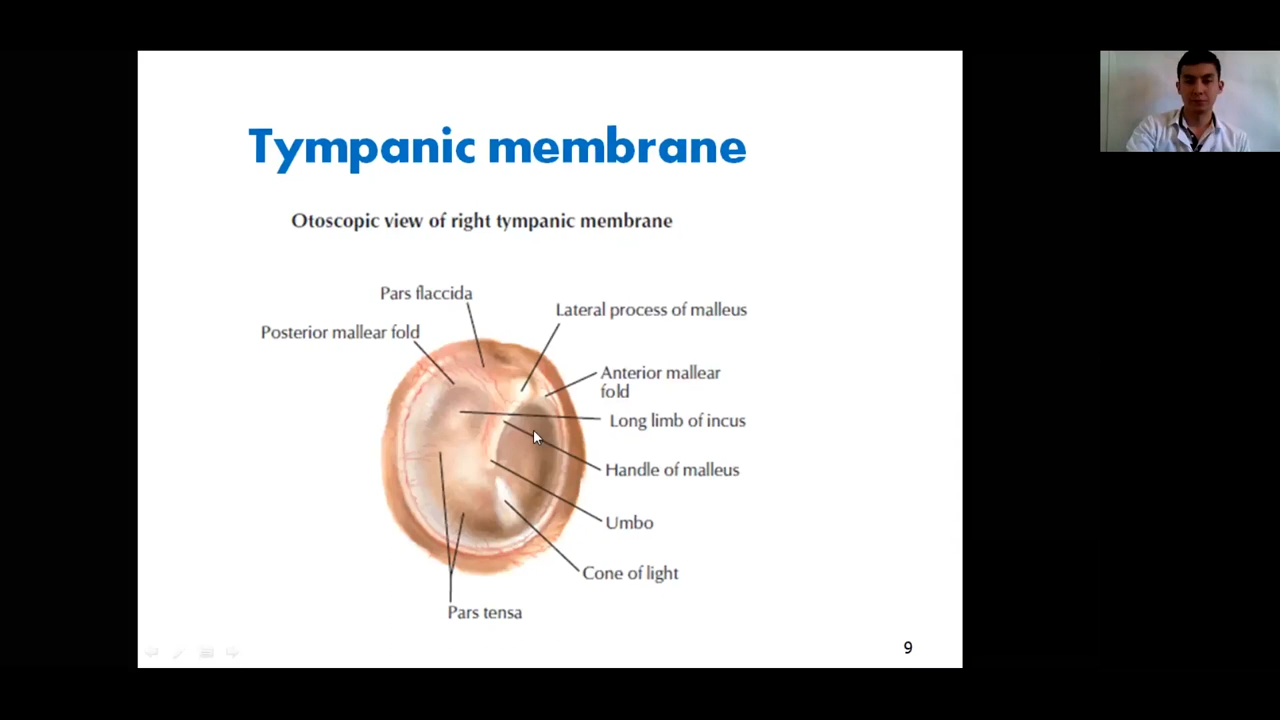 Tympanic membrane
Otoscopic view of right tympanic membrane
Pars flaccida
Lateral process of malleus
Posterior mallear fold
Anterior mallear
fold
Long limb of incus
Handle of malleus
Umbo
Cone of light
Pars tensa
9